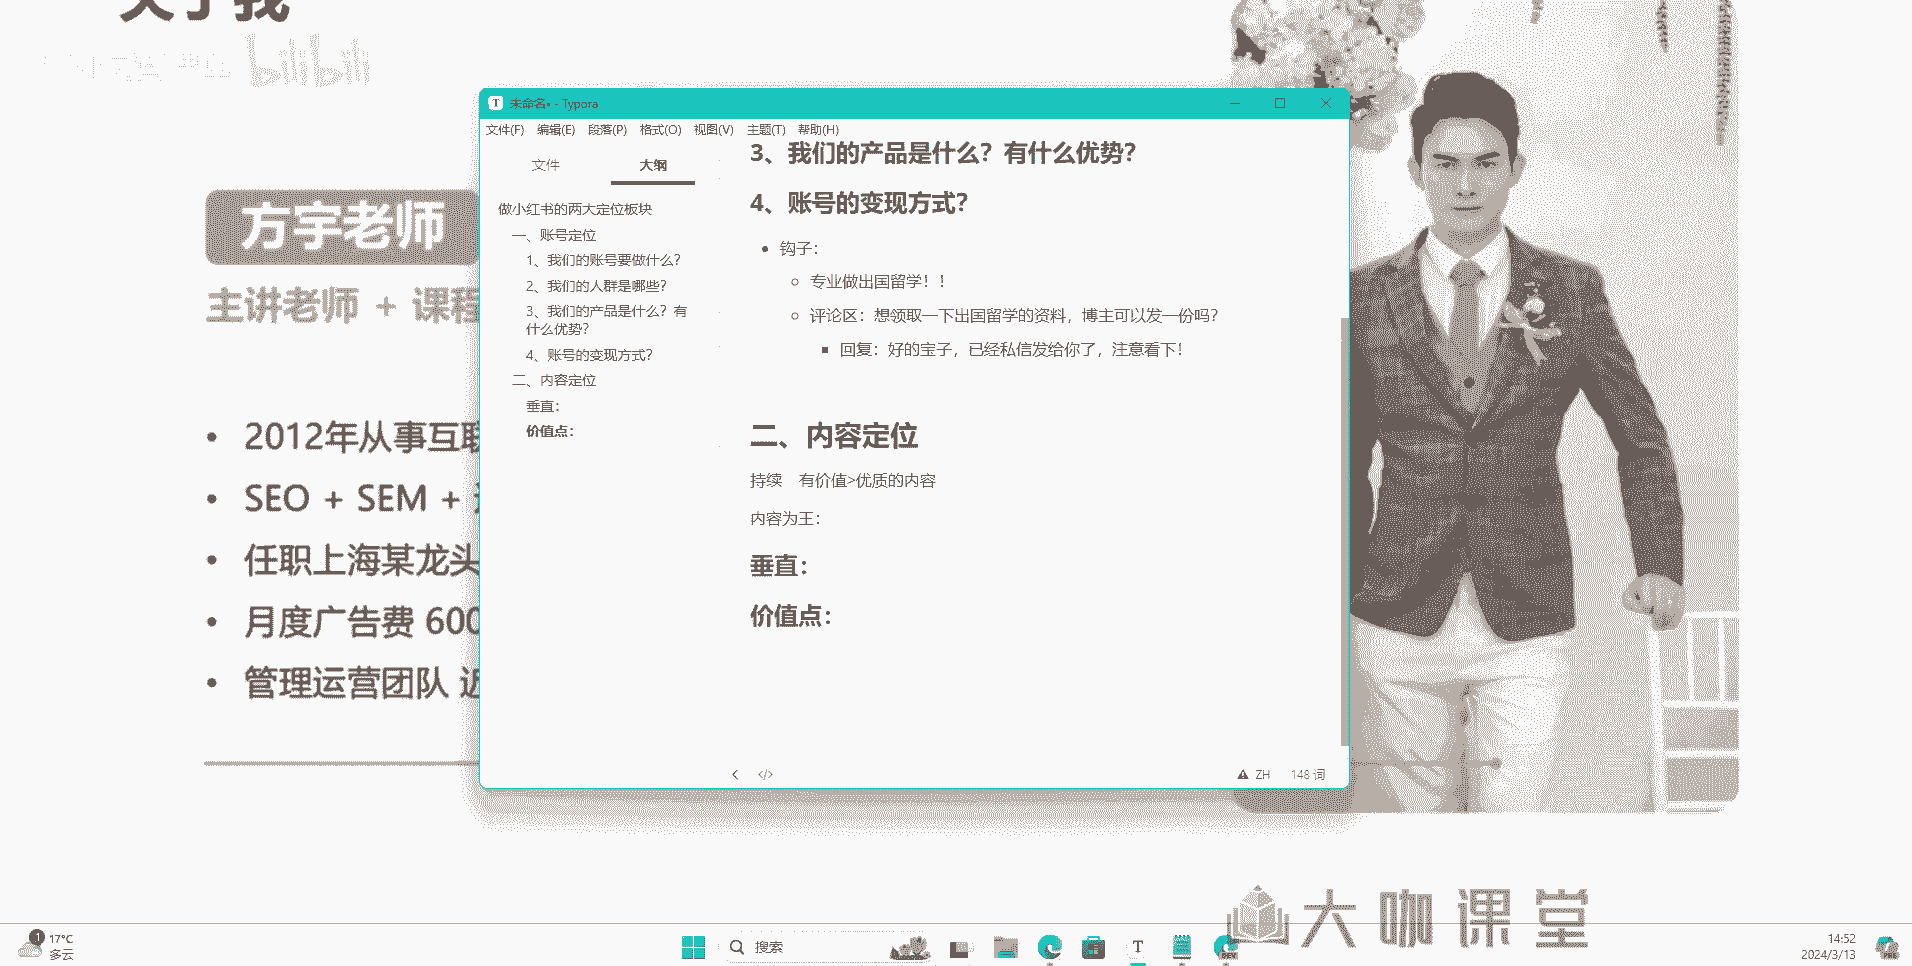 关于我
bilibili
方宇老师
主讲老师 + 课程
2012年从事互联
SEO + SEM +
任职上海某龙头
月度广告费 600
管理运营团队 近
未命名• - Typora
文件(F) 编辑(E) 段落(P) 格式(O) 视图(V) 主题(T) 帮助(H)
文件 大纲
做小红书的两大定位板块
一、账号定位
1、我们的账号要做什么？
2、我们的人群是哪些？
3、我们的产品是什么？有
什么优势？
4、账号的变现方式？
二、内容定位
垂直：
价值点：
3、我们的产品是什么？有什么优势？
4、账号的变现方式？
钩子：
专业做出国留学！！
评论区：想领取一下出国留学的资料，博主可以发一份吗？
回复：好的宝子，已经私信发给你了，注意看下！
二、内容定位
持续 有价值>优质的内容
内容为王：
垂直：
价值点：
ZH 148 词
大咖课堂
1 17°C
多云
搜索
T
DEV
14:52
2024/3/13
PRE